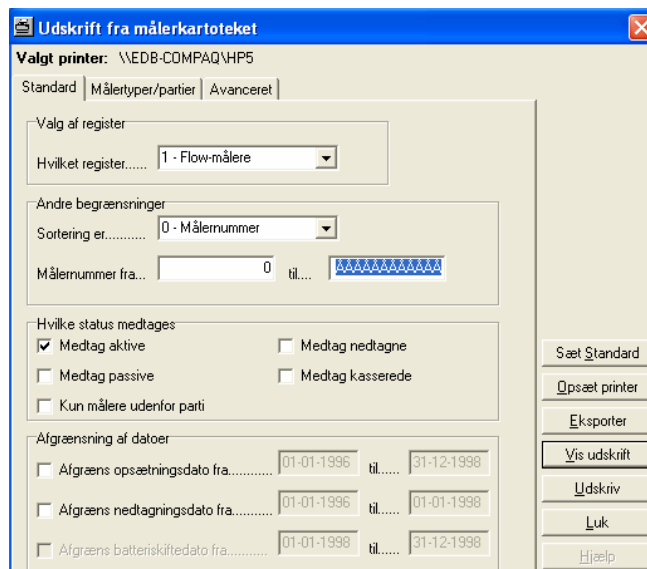 Udskrift fra målerkartoteket
Valgt printer: \\EDB-COMPAQ\HP5
Standard Målertyper/partier Avanceret
Valg af register
Hvilket register...... 1 - Flow-målere
Andre begrænsninger
Sortering er........... 0 - Målernummer
Målernummer fra... 0 til.... ÅÅÅÅÅÅÅÅÅÅÅÅ
Hvilke status medtages
Medtag aktive Medtag nedtagne
Medtag passive Medtag kasserede
Kun målere udenfor parti
Afgrænsning af datoer
Afgræns opsætningsdato fra........... 01-01-1996 til...... 31-12-1998
Afgræns nedtagningsdato fra.......... 01-01-1996 til...... 01-01-1998
Afgræns batteriskiftedato fra.......... 01-01-1998 til...... 31-12-1998
Sæt Standard
Opsæt printer
Eksporter
Vis udskrift
Udskriv
Luk
Hjælp